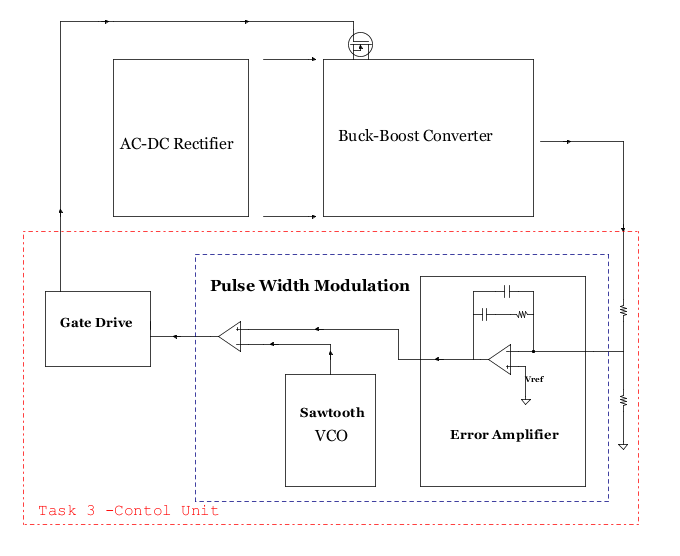 AC-DC Rectifier
Buck-Boost Converter
Pulse Width Modulation
Gate Drive
Vref
Sawtooth
VCO
Error Amplifier
Task 3 -Contol Unit